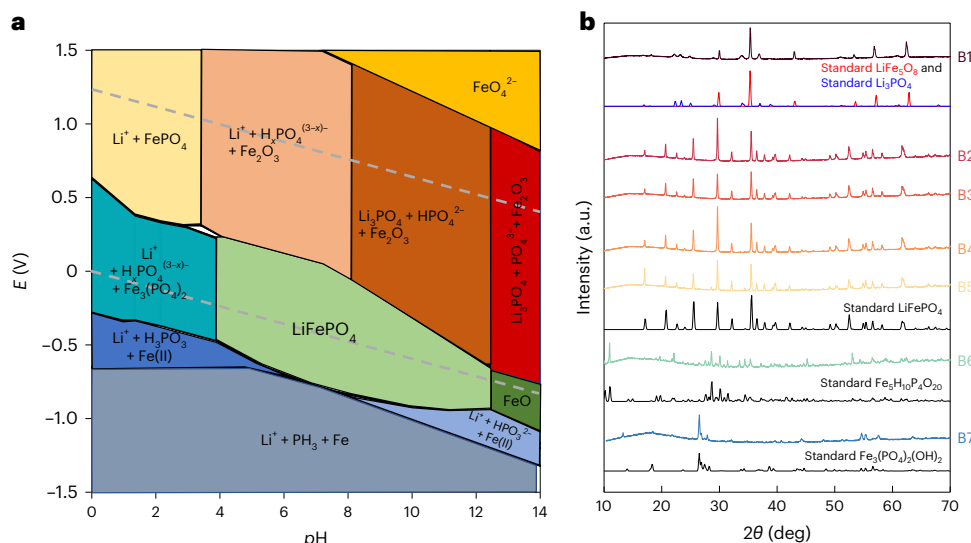 a
1.5
1.0
0.5
0
−0.5
−1.0
−1.5
E (V)
0
2
4
6
8
10
12
14
pH
FeO₄²⁻
Li⁺ + FePO₄
Li⁺ + HₓPO₄⁽³⁻ˣ⁾⁻
+ Fe₂O₃
Li₃PO₄ + HPO₄²⁻
+ Fe₂O₃
Li₃PO₄ + PO₄³⁻ + Fe₂O₃
Li⁺
+ HₓPO₄⁽³⁻ˣ⁾⁻
+ Fe₃(PO₄)₂
LiFePO₄
Li⁺ + H₃PO₃
+ Fe(II)
FeO
Li⁺ + HPO₃²⁻
+ Fe(II)
Li⁺ + PH₃ + Fe
b
Intensity (a.u.)
B1
Standard LiFe₅O₈ and
Standard Li₃PO₄
B2
B3
B4
B5
Standard LiFePO₄
B6
Standard Fe₅H₁₀P₄O₂₀
B7
Standard Fe₃(PO₄)₂(OH)₂
10
20
30
40
50
60
70
2θ (deg)